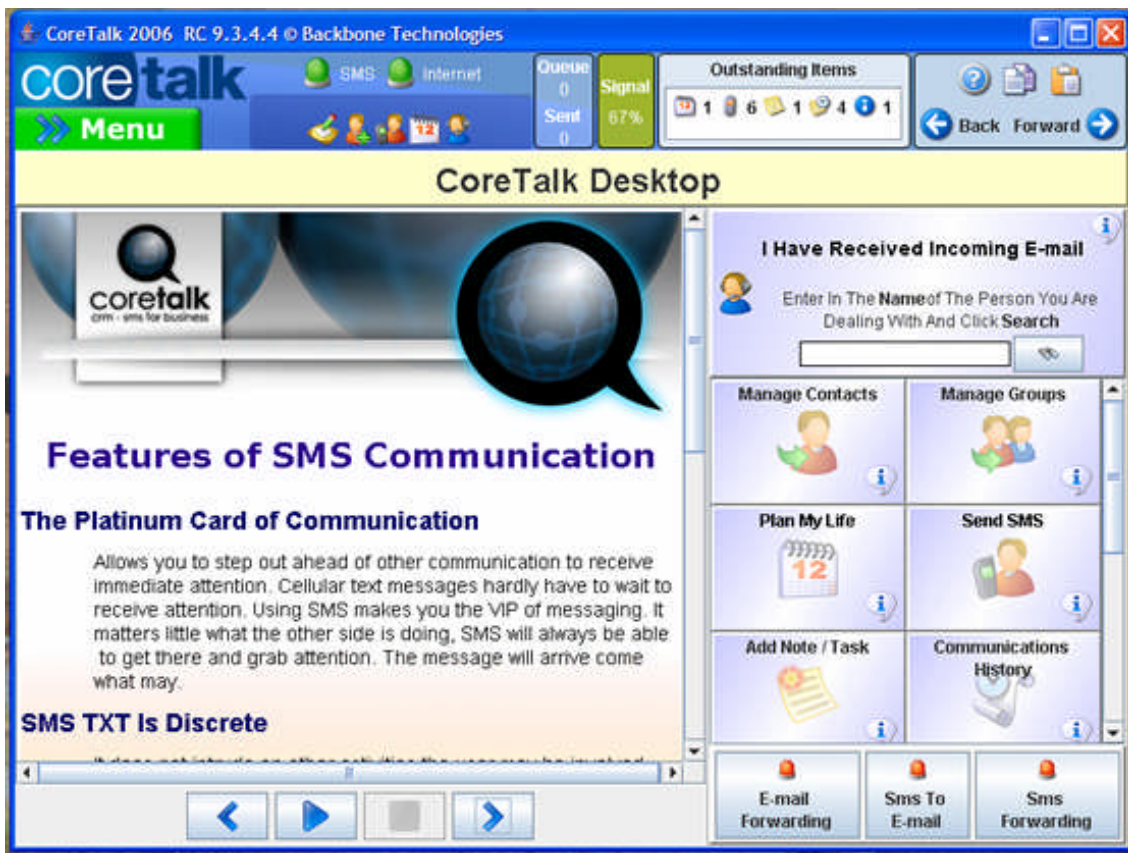 CoreTalk 2006 RC 9.3.4.4 © Backbone Technologies
core talk
Menu
SMS Internet
Queue
0
Sent
0
Signal
67%
Outstanding Items
12 1 6 1 4 1
Back Forward
12
CoreTalk Desktop
coretalk
crm - sms for business
Features of SMS Communication
The Platinum Card of Communication
Allows you to step out ahead of other communication to receive
immediate attention. Cellular text messages hardly have to wait to
receive attention. Using SMS makes you the VIP of messaging. It
matters little what the other side is doing, SMS will always be able
to get there and grab attention. The message will arrive come
what may.
SMS TXT Is Discrete
I Have Received Incoming E-mail
Enter In The Nameof The Person You Are
Dealing With And Click Search
Manage Contacts
Manage Groups
Plan My Life
12
Send SMS
Add Note / Task
Communications
History
E-mail
Forwarding
Sms To
E-mail
Sms
Forwarding